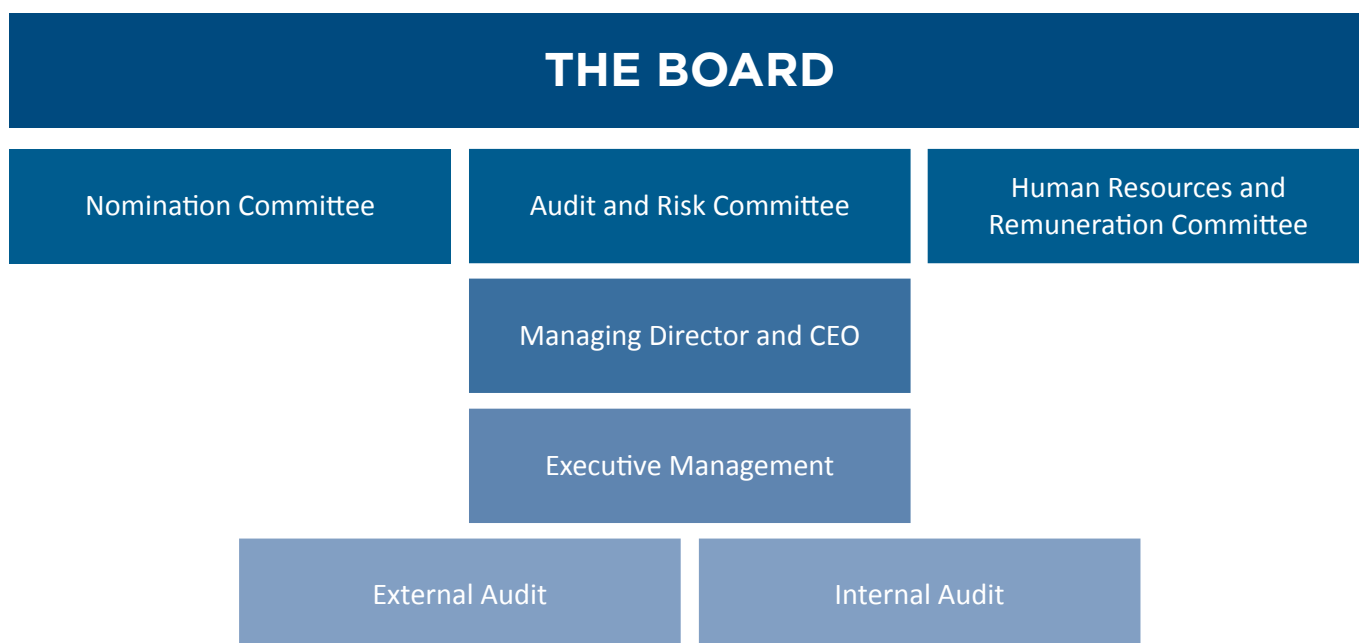 THE BOARD
Nomination Committee
Audit and Risk Committee
Human Resources and
Remuneration Committee
Managing Director and CEO
Executive Management
External Audit
Internal Audit